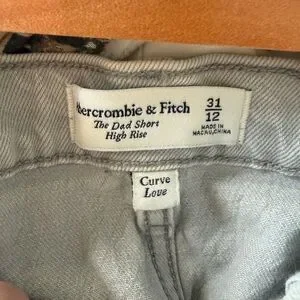 Abercrombie & Fitch
The Dad Short
High Rise
31
12
MADE IN
MACAU,CHINA
Curve
Love